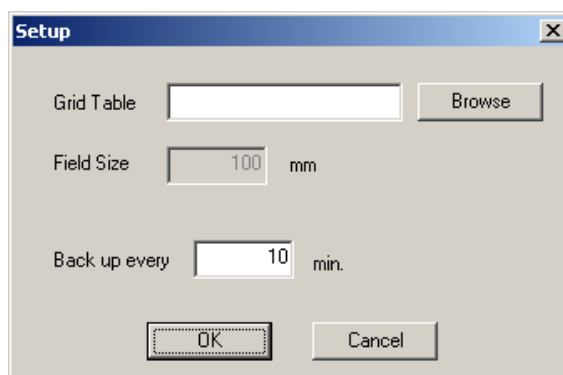 Setup
Grid Table Browse
Field Size 100 mm
Back up every 10 min.
OK Cancel